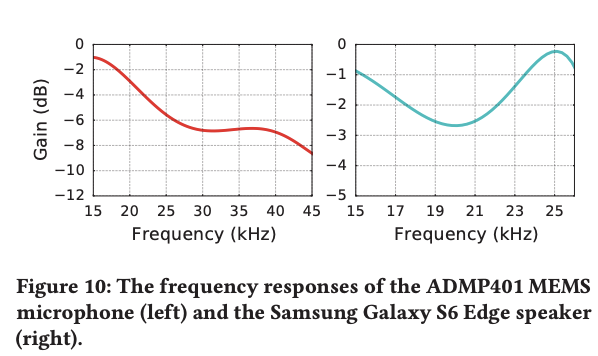 0
−2
−4
−6
−8
−10
−12
Gain (dB)
15 20 25 30 35 40 45
Frequency (kHz)
0
−1
−2
−3
−4
−5
15 17 19 21 23 25
Frequency (kHz)
Figure 10: The frequency responses of the ADMP401 MEMS
microphone (left) and the Samsung Galaxy S6 Edge speaker
(right).